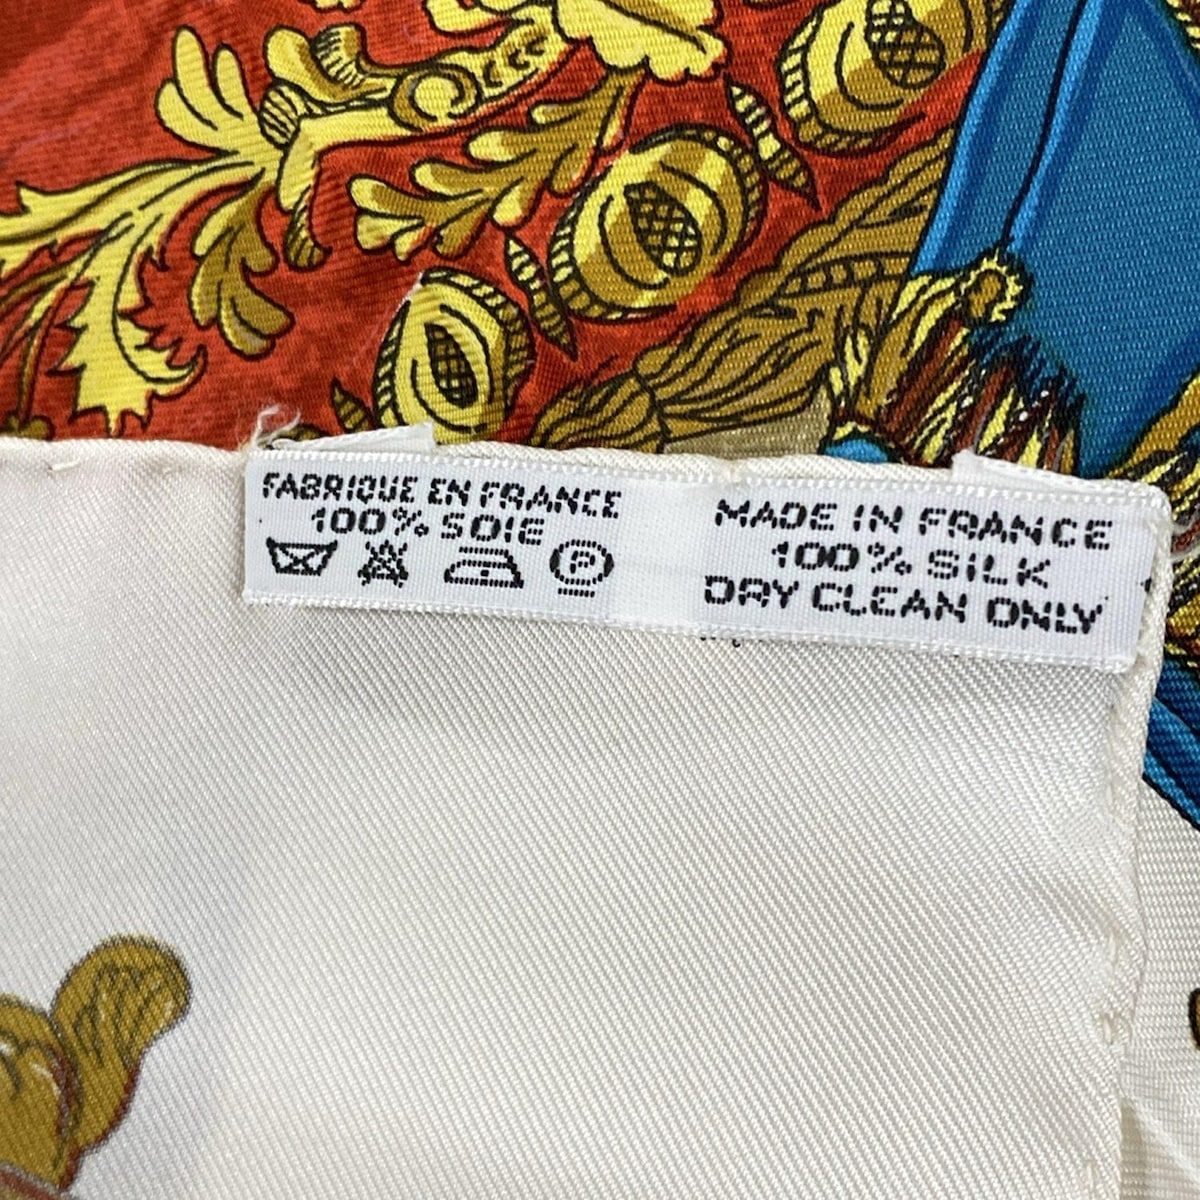 FABRIQUE EN FRANCE
100% SOIE
P
MADE IN FRANCE
100% SILK
DRY CLEAN ONLY